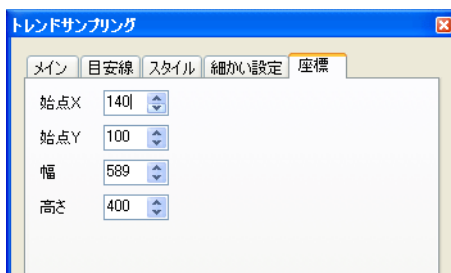 トレンドサンプリング
メイン 目安線 スタイル 細かい設定 座標
始点X 140
始点Y 100
幅 589
高さ 400